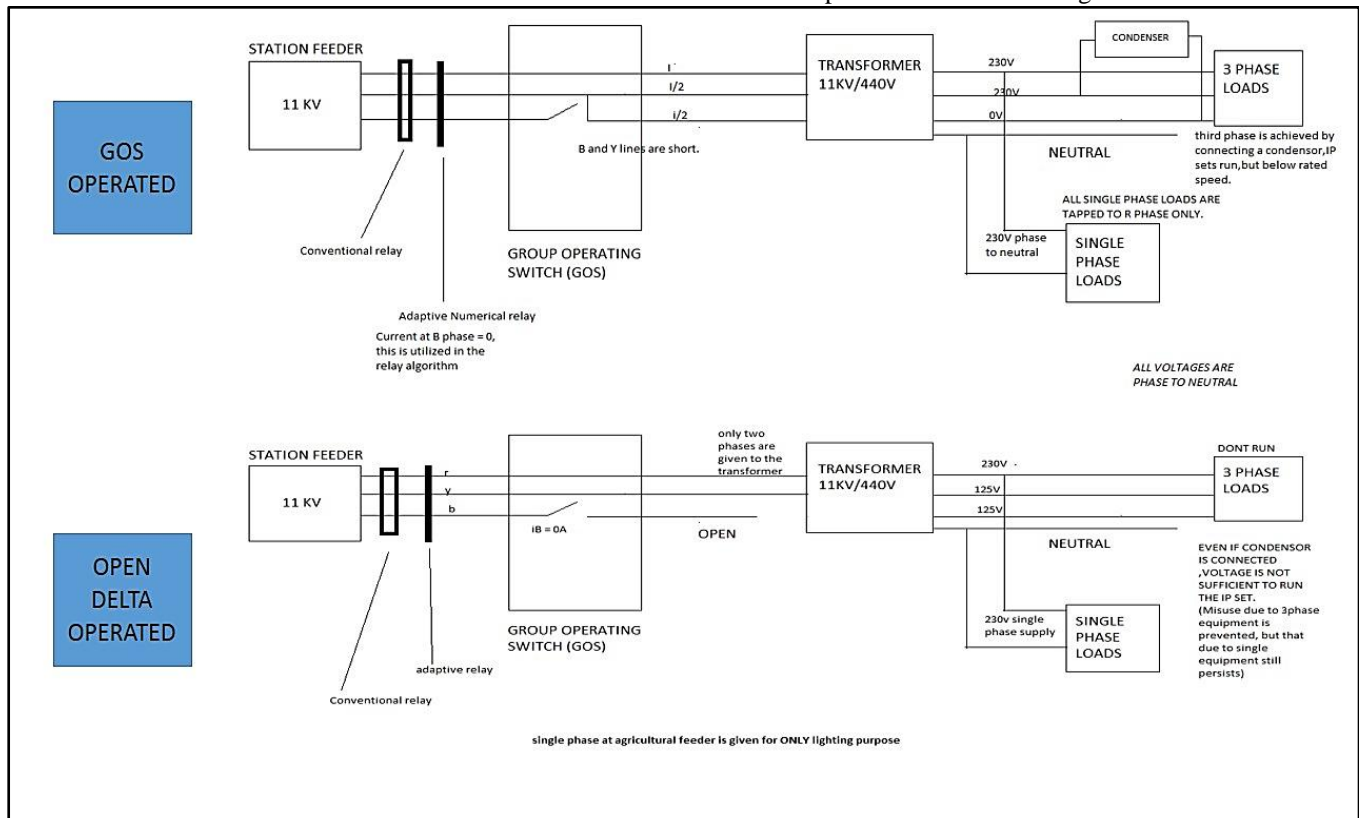 STATION FEEDER
11 KV
GOS
OPERATED
Conventional relay
Adaptive Numerical relay
Current at B phase = 0,
this is utilized in the
relay algorithm
GROUP OPERATING
SWITCH (GOS)
I
I/2
i/2
B and Y lines are short.
TRANSFORMER
11KV/440V
230V
230V
0V
NEUTRAL
CONDENSER
3 PHASE
LOADS
third phase is achieved by
connecting a condensor,IP
sets run,but below rated
speed.
ALL SINGLE PHASE LOADS ARE
TAPPED TO R PHASE ONLY.
230V phase
to neutral
SINGLE
PHASE
LOADS
ALL VOLTAGES ARE
PHASE TO NEUTRAL
STATION FEEDER
11 KV
OPEN
DELTA
OPERATED
r
y
b
Conventional relay
adaptive relay
iB = 0A
GROUP OPERATING
SWITCH (GOS)
only two
phases are
given to the
transformer
OPEN
TRANSFORMER
11KV/440V
230V
125V
125V
NEUTRAL
DONT RUN
3 PHASE
LOADS
EVEN IF CONDENSOR
IS CONNECTED
,VOLTAGE IS NOT
SUFFICIENT TO RUN
THE IP SET.
(Misuse due to 3phase
equipment is
prevented, but that
due to single
equipment still
persists)
230v single
phase supply
SINGLE
PHASE
LOADS
single phase at agricultural feeder is given for ONLY lighting purpose